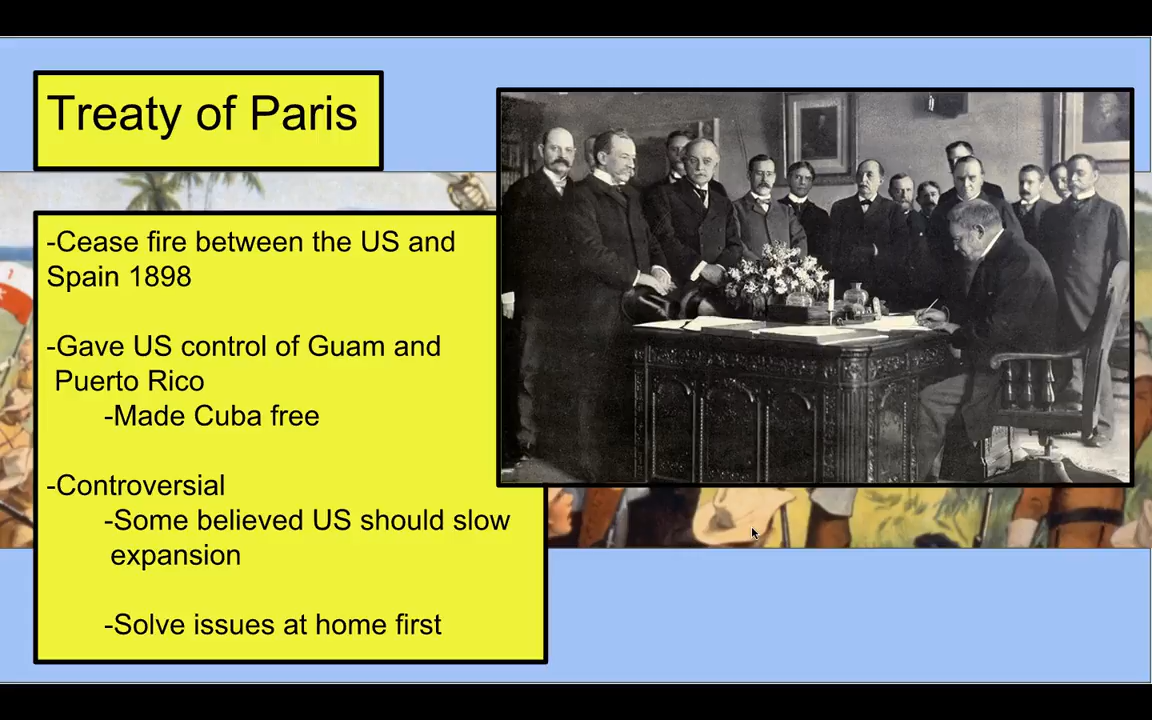 Treaty of Paris
-Cease fire between the US and
Spain 1898
-Gave US control of Guam and
Puerto Rico
-Made Cuba free
-Controversial
-Some believed US should slow
expansion
-Solve issues at home first